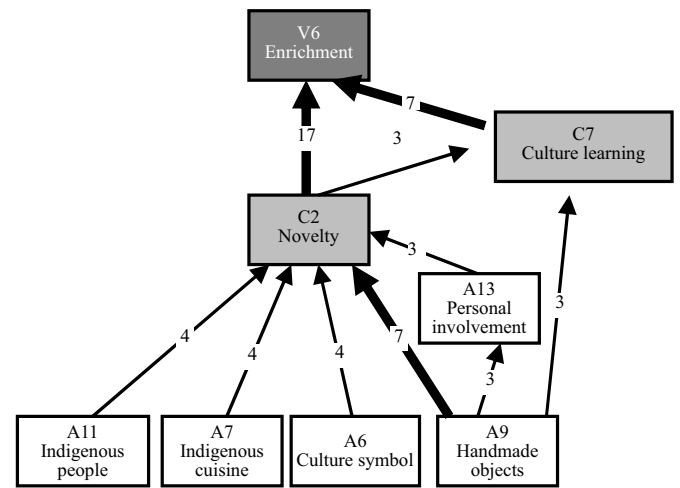 V6
Enrichment
7
17
3
C7
Culture learning
C2
Novelty
3
A13
Personal
involvement
3
4
4
4
7
3
A11
Indigenous
people
A7
Indigenous
cuisine
A6
Culture symbol
A9
Handmade
objects